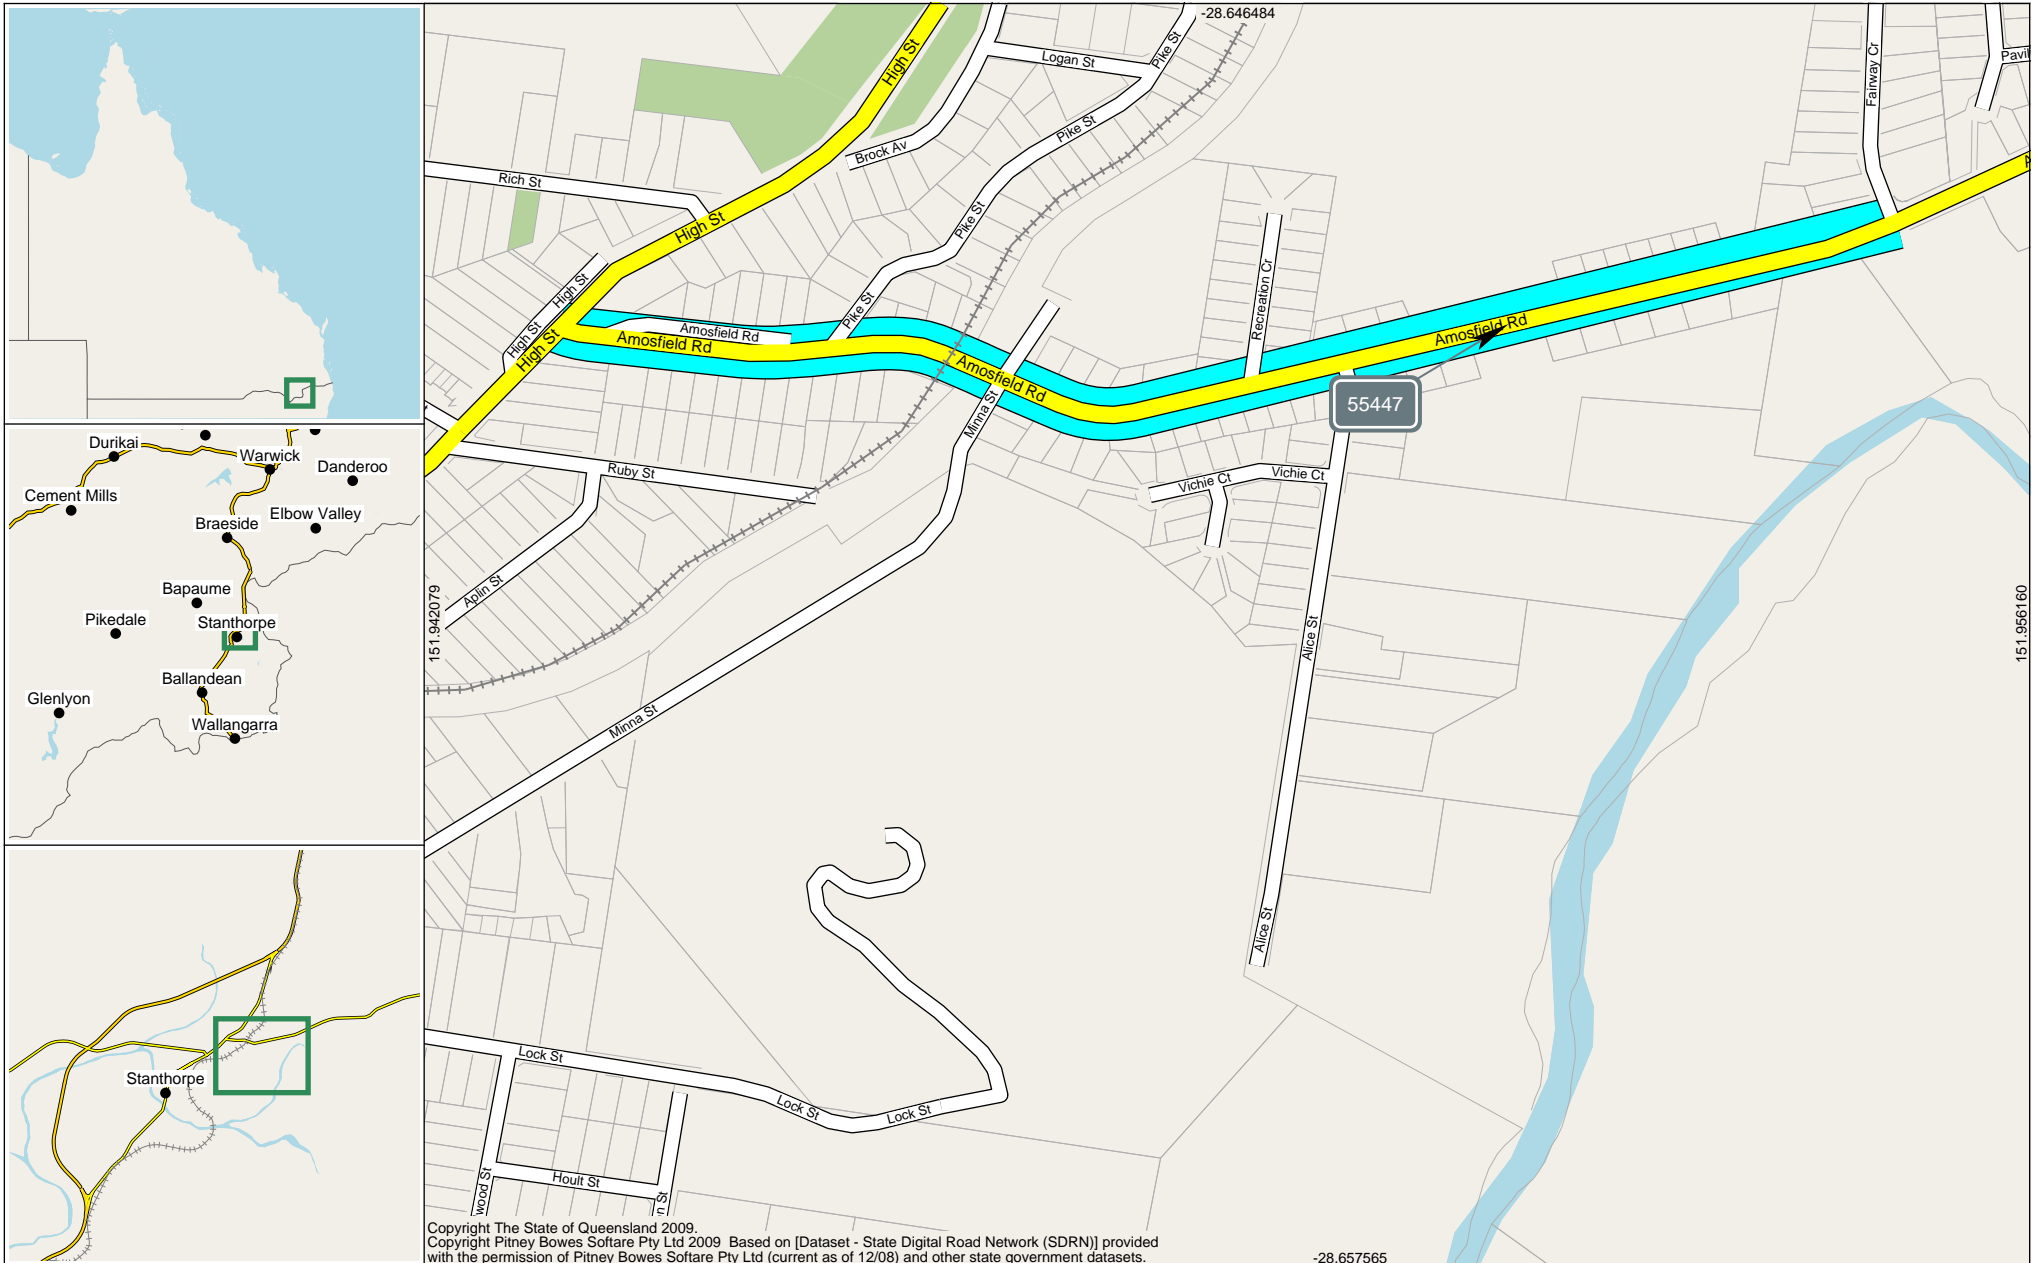 -28.646484
High St
Logan St
Pike St
Fairway Cr
Pike St
Brock Av
Rich St
Pike St
High St
High St
Pike St
Recreation Cr
High St
High St
Amosfield Rd
Amosfield Rd
Amosfield Rd
Amosfield Rd
55447
Minna St
Ruby St
Vichie Ct
Vichie Ct
Aplin St
151.942079
151.956160
Alice St
Minna St
Alice St
Lock St
Lock St
Lock St
Hoult St
Durikai
Warwick
Danderoo
Cement Mills
Elbow Valley
Braeside
Bapaume
Pikedale
Stanthorpe
Ballandean
Glenlyon
Wallangarra
Stanthorpe
Copyright The State of Queensland 2009.
Copyright Pitney Bowes Softare Pty Ltd 2009 Based on [Dataset - State Digital Road Network (SDRN)] provided
with the permission of Pitney Bowes Softare Pty Ltd (current as of 12/08) and other state government datasets.
-28.657565